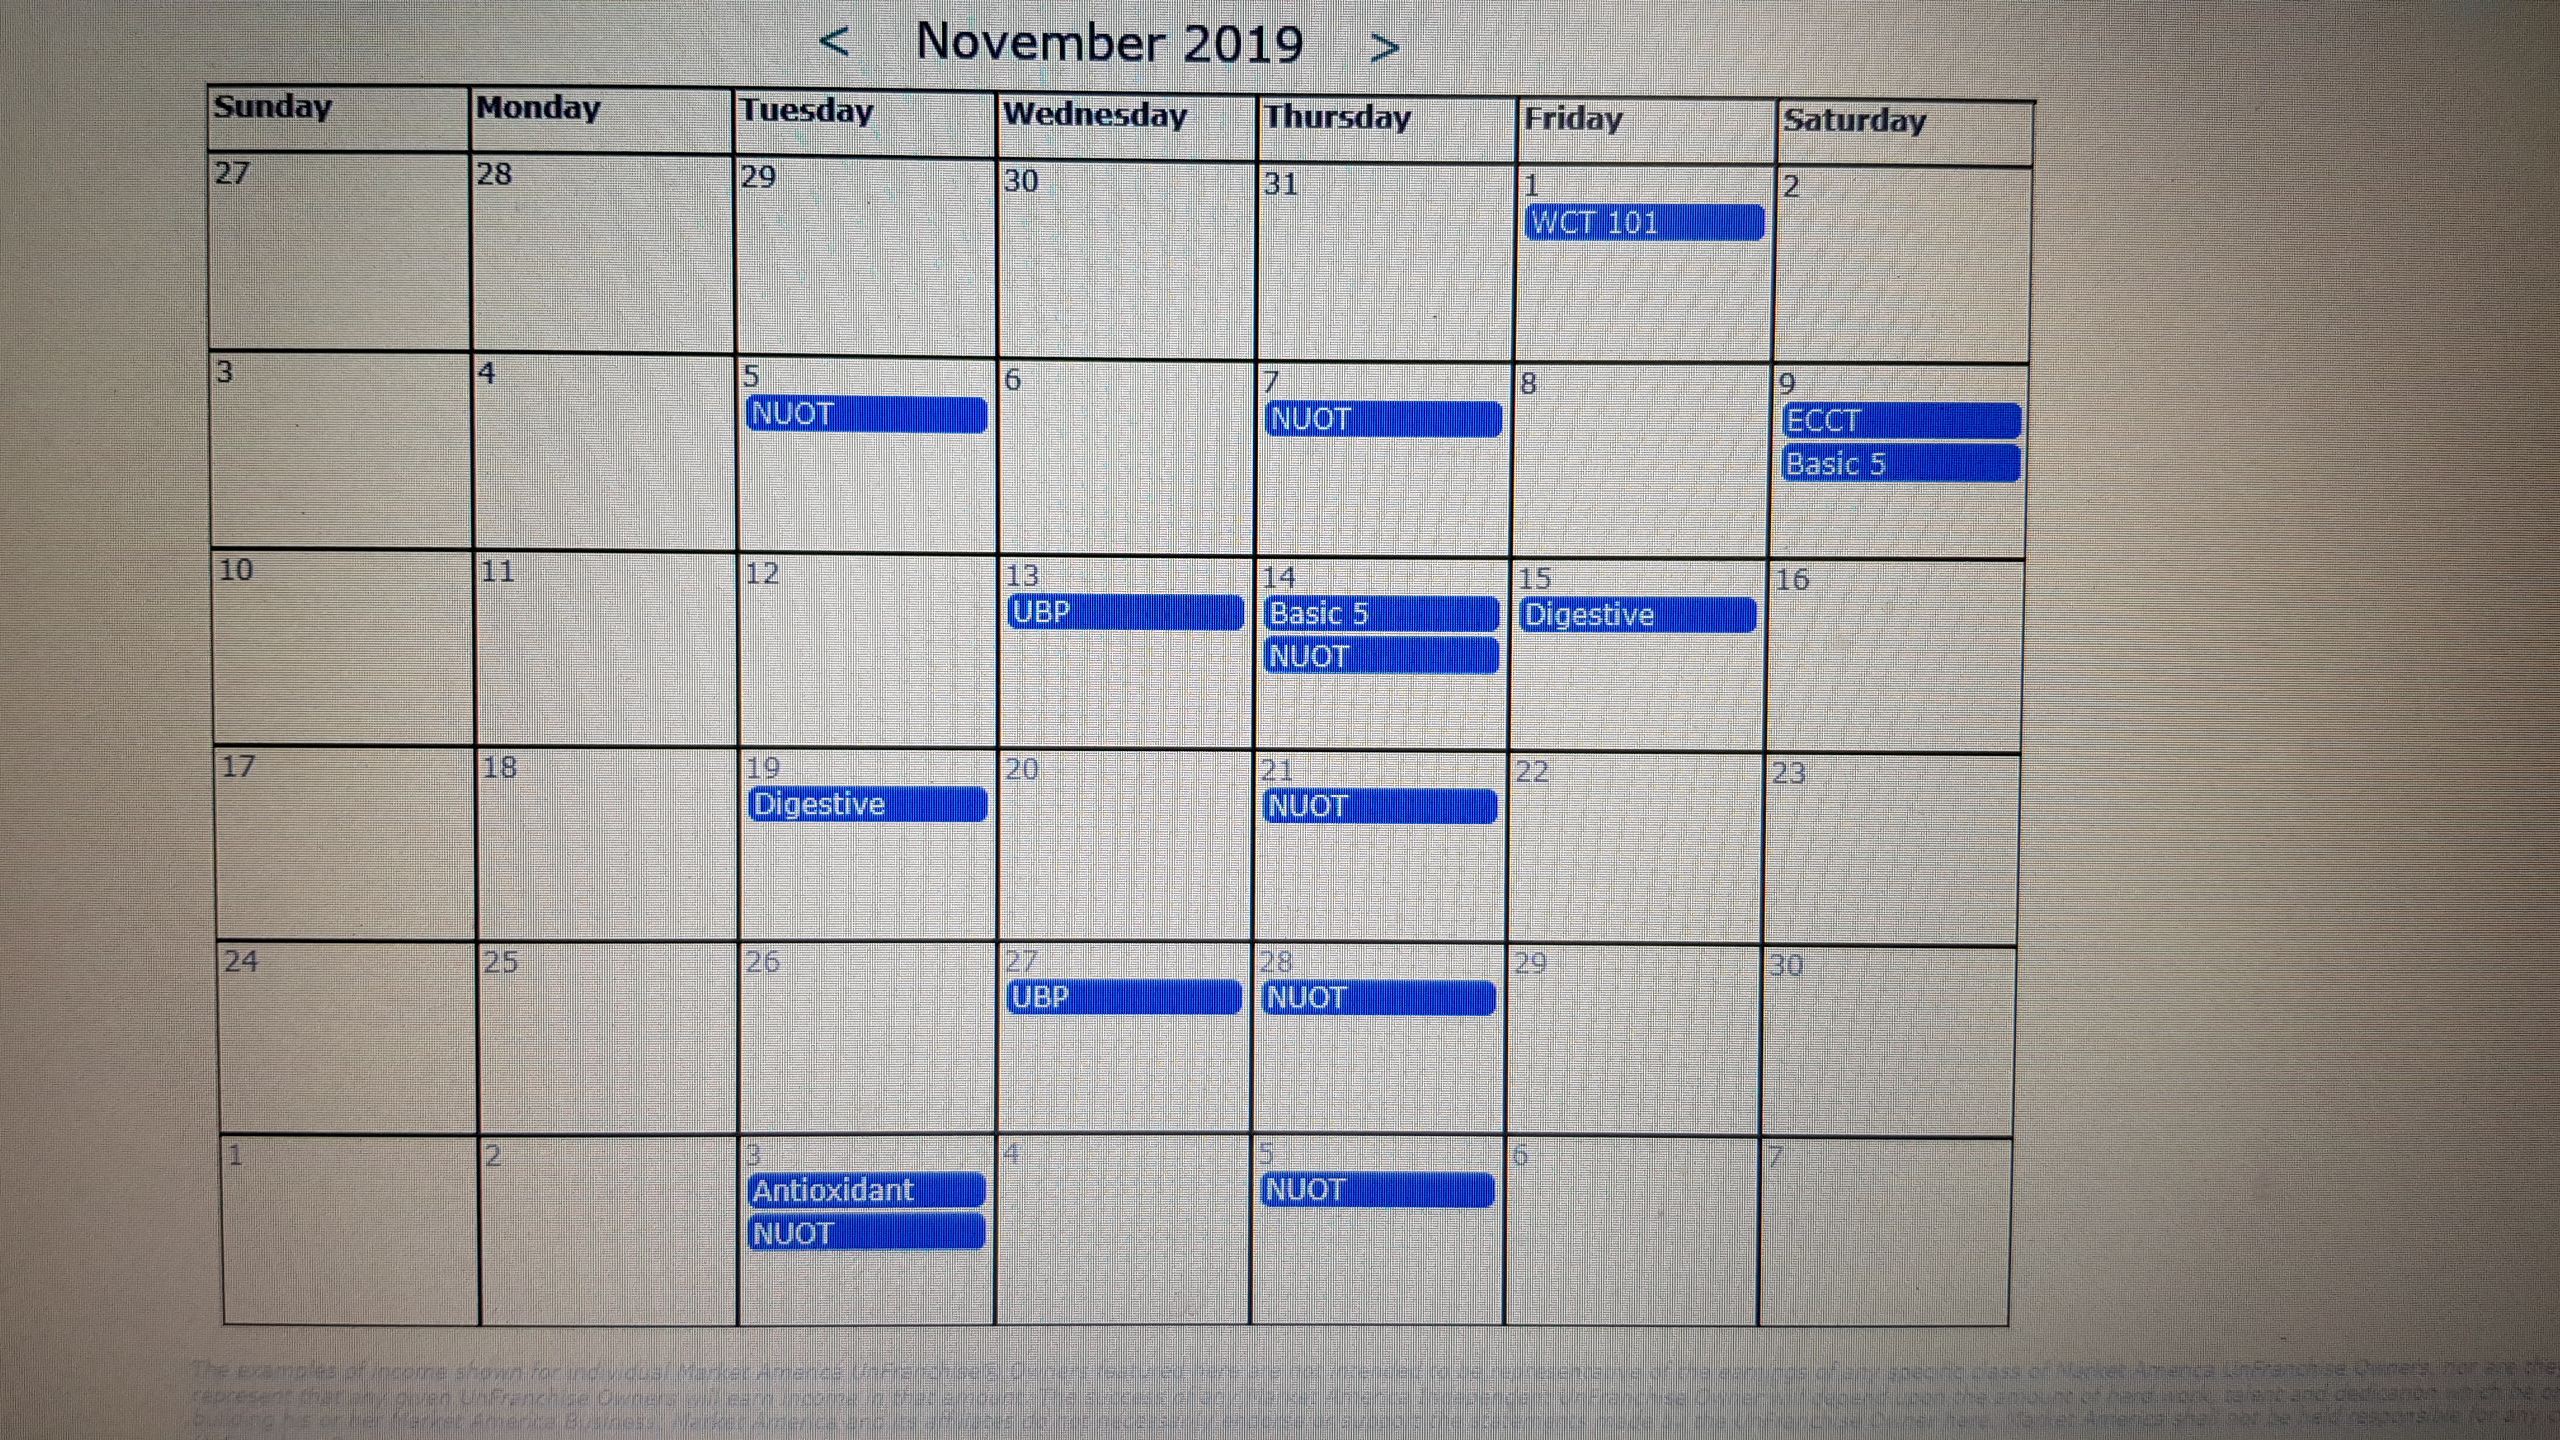 < November 2019 >
Sunday Monday Tuesday Wednesday Thursday Friday Saturday
27 28 29 30 31 1 2
WCT 101
3 4 5 6 7 8 9
NUOT NUOT ECCT
Basic 5
10 11 12 13 14 15 16
UBP Basic 5 Digestive
NUOT
17 18 19 20 21 22 23
Digestive NUOT
24 25 26 27 28 29 30
UBP NUOT
1 2 3 4 5 6 7
Antioxidant NUOT
NUOT
The examples of income shown for individual Market America UnFranchise® Owners featured here are not intended to be representative of the earnings of any specific class of Market America UnFranchise Owners, nor are they
represent that any given UnFranchise Owners will earn income in that amount. The success of any Market America Independent UnFranchise Owner will depend upon the amount of hard work, talent and dedication which he or
building his or her Market America Business. Market America and its affiliates do not necessarily endorse or support the statements made by the UnFranchise Owner here. Market America shall not be held responsible for any